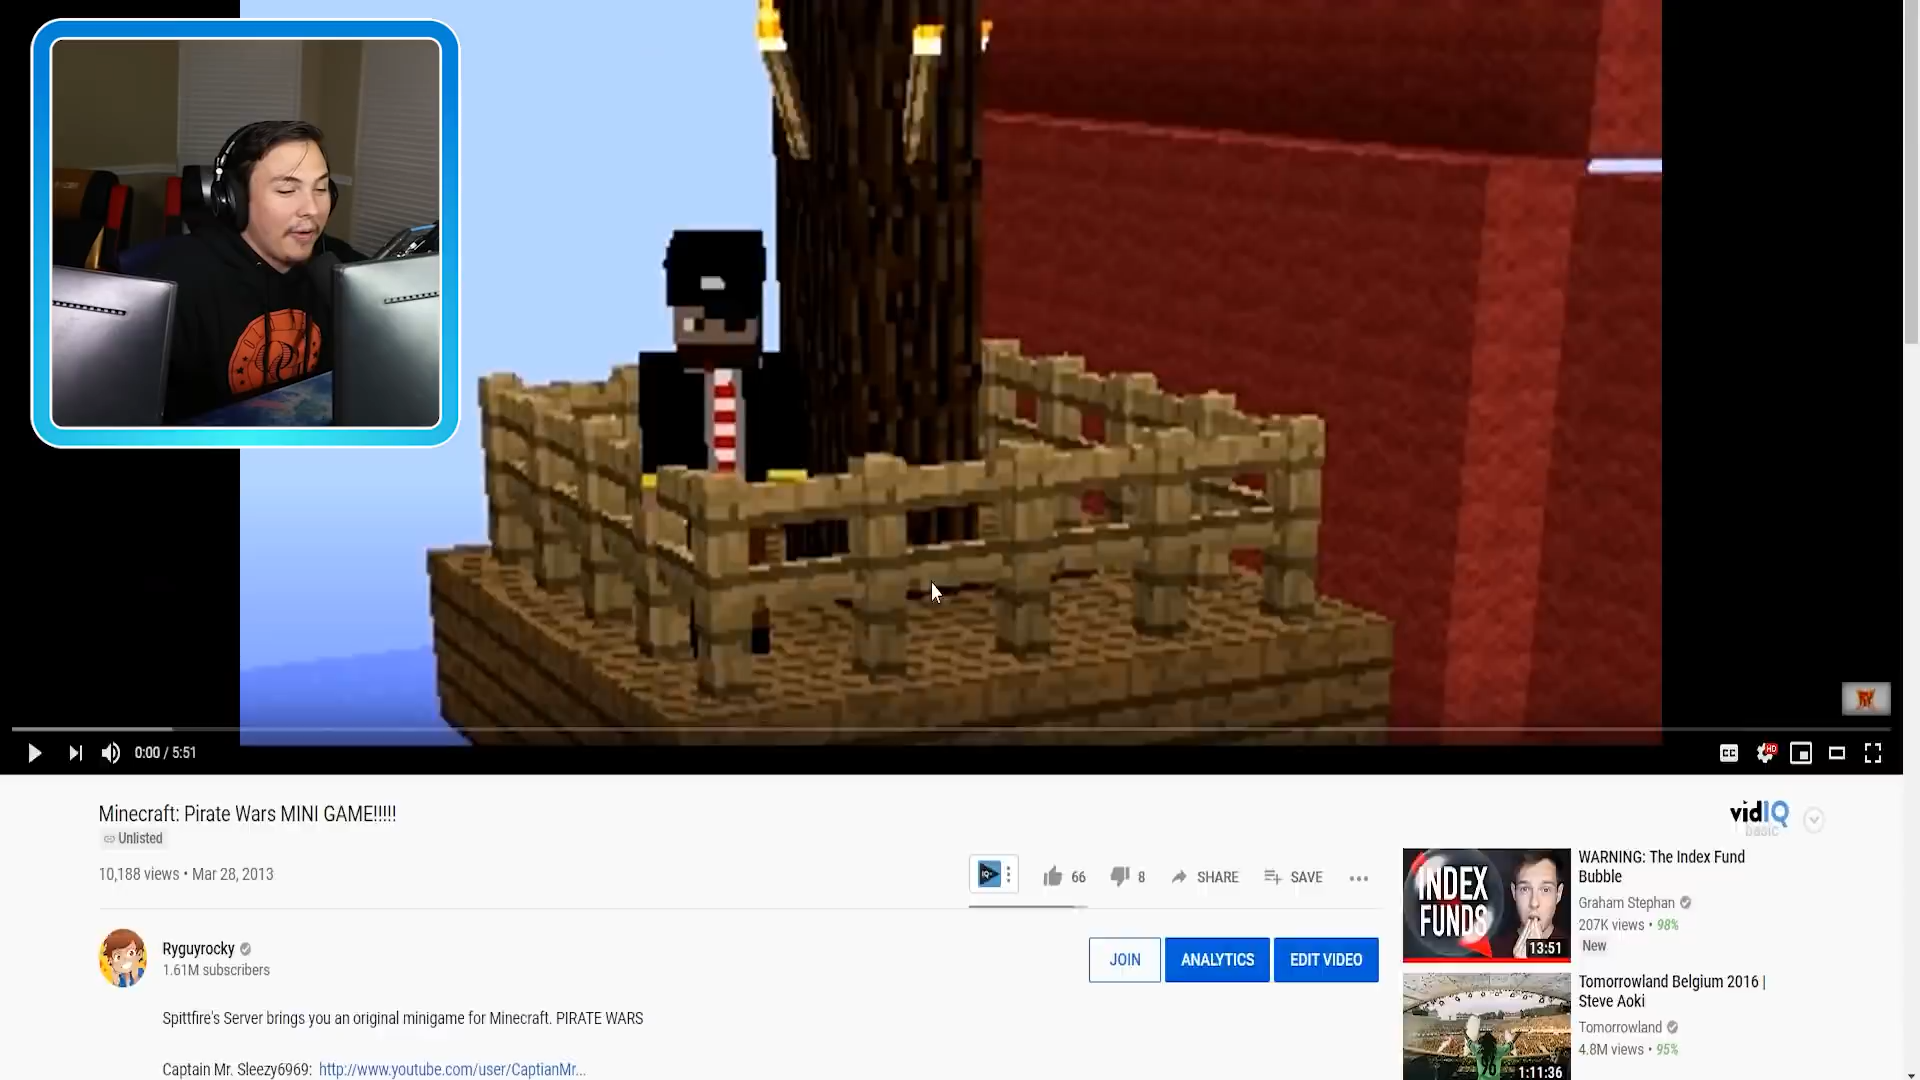 CC
HD
0:00 / 5:51
Minecraft: Pirate Wars MINI GAME!!!!!
Unlisted
10,188 views • Mar 28, 2013
66
8
SHARE
SAVE
Ryguyrocky
1.61M subscribers
JOIN
ANALYTICS
EDIT VIDEO
Spittfire's Server brings you an original minigame for Minecraft. PIRATE WARS
Captain Mr. Sleezy6969: http://www.youtube.com/user/CaptianMr...
vidIQ
basic
INDEX
FUNDS
13:51
WARNING: The Index Fund
Bubble
Graham Stephan
207K views • 98%
New
1:11:36
Tomorrowland Belgium 2016 |
Steve Aoki
Tomorrowland
4.8M views • 95%